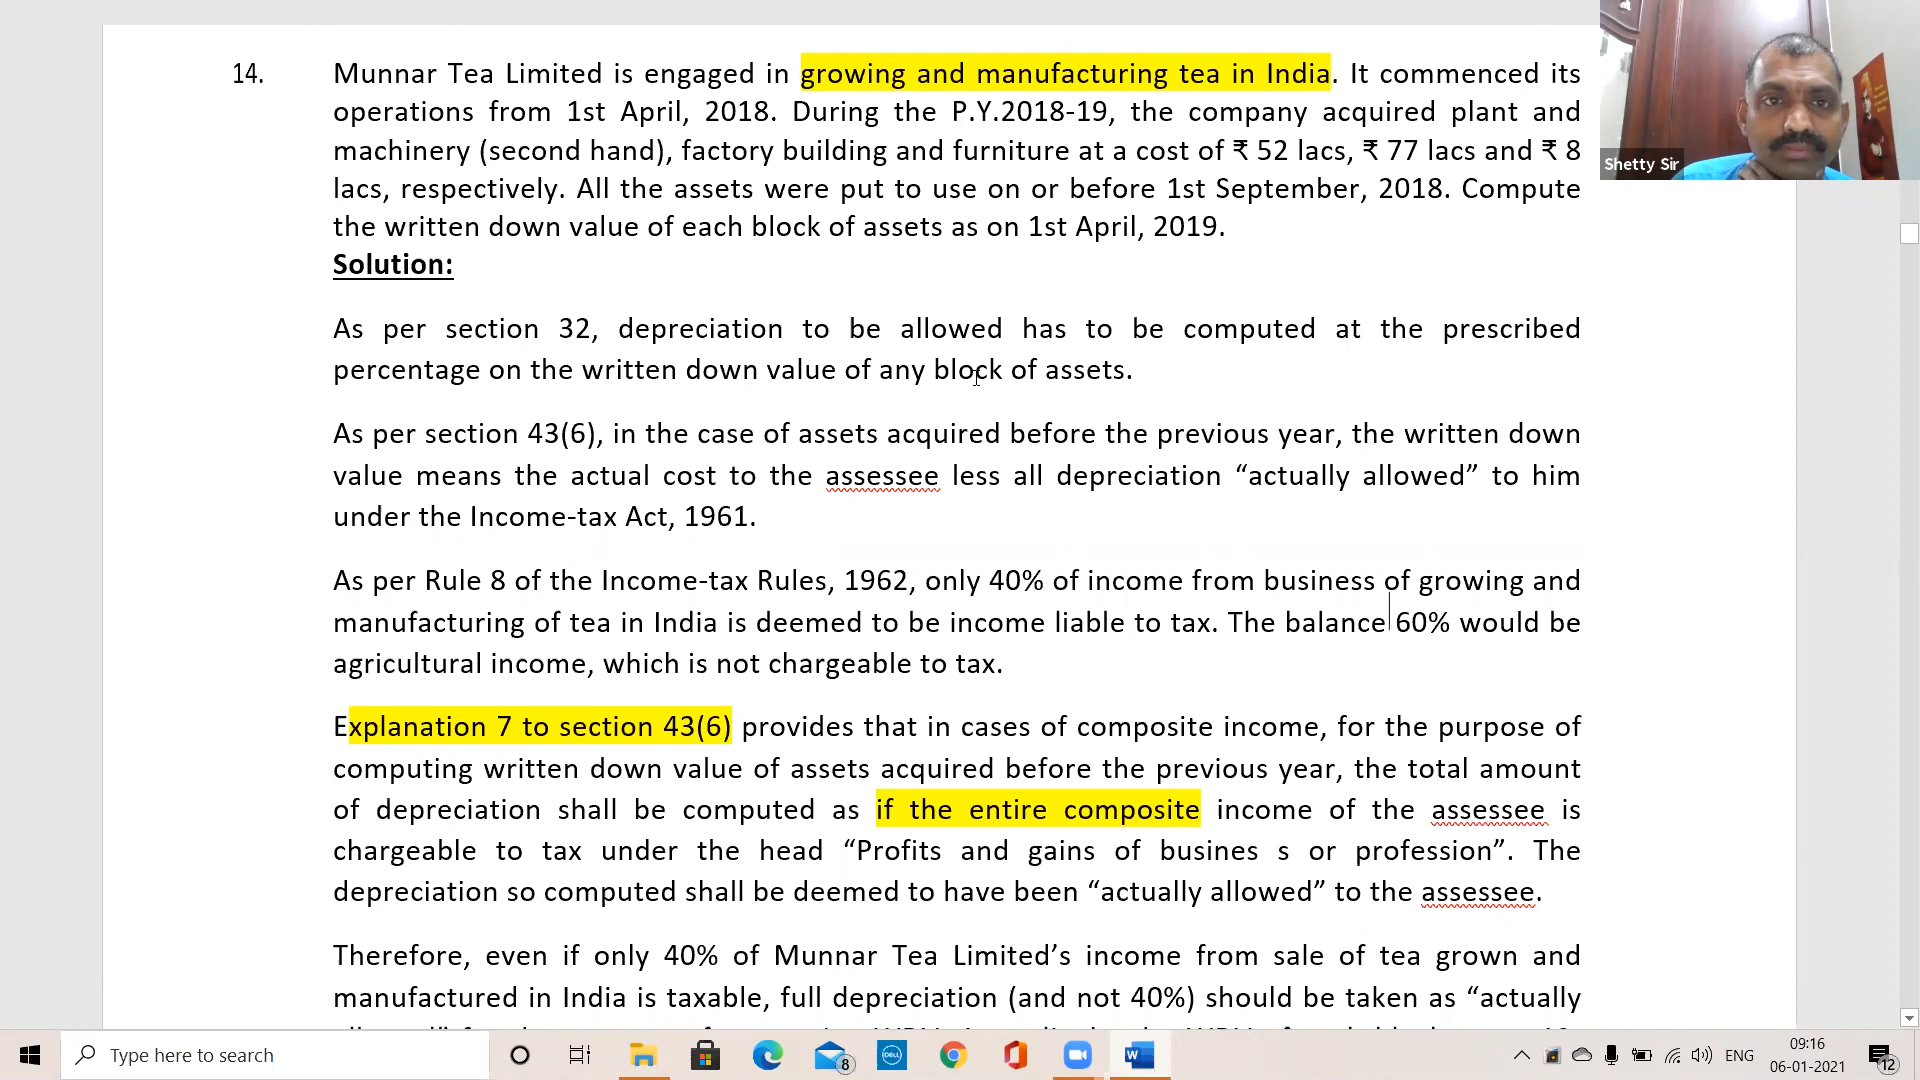 14. Munnar Tea Limited is engaged in growing and manufacturing tea in India. It commenced its
operations from 1st April, 2018. During the P.Y.2018-19, the company acquired plant and
machinery (second hand), factory building and furniture at a cost of ₹ 52 lacs, ₹ 77 lacs and ₹ 8
lacs, respectively. All the assets were put to use on or before 1st September, 2018. Compute
the written down value of each block of assets as on 1st April, 2019.
Solution:
As per section 32, depreciation to be allowed has to be computed at the prescribed
percentage on the written down value of any block of assets.
As per section 43(6), in the case of assets acquired before the previous year, the written down
value means the actual cost to the assessee less all depreciation “actually allowed” to him
under the Income-tax Act, 1961.
As per Rule 8 of the Income-tax Rules, 1962, only 40% of income from business of growing and
manufacturing of tea in India is deemed to be income liable to tax. The balance 60% would be
agricultural income, which is not chargeable to tax.
Explanation 7 to section 43(6) provides that in cases of composite income, for the purpose of
computing written down value of assets acquired before the previous year, the total amount
of depreciation shall be computed as if the entire composite income of the assessee is
chargeable to tax under the head “Profits and gains of busines s or profession”. The
depreciation so computed shall be deemed to have been “actually allowed” to the assessee.
Therefore, even if only 40% of Munnar Tea Limited’s income from sale of tea grown and
manufactured in India is taxable, full depreciation (and not 40%) should be taken as “actually
Shetty Sir
Type here to search
8
DELL
W
ENG
09:16
06-01-2021
12